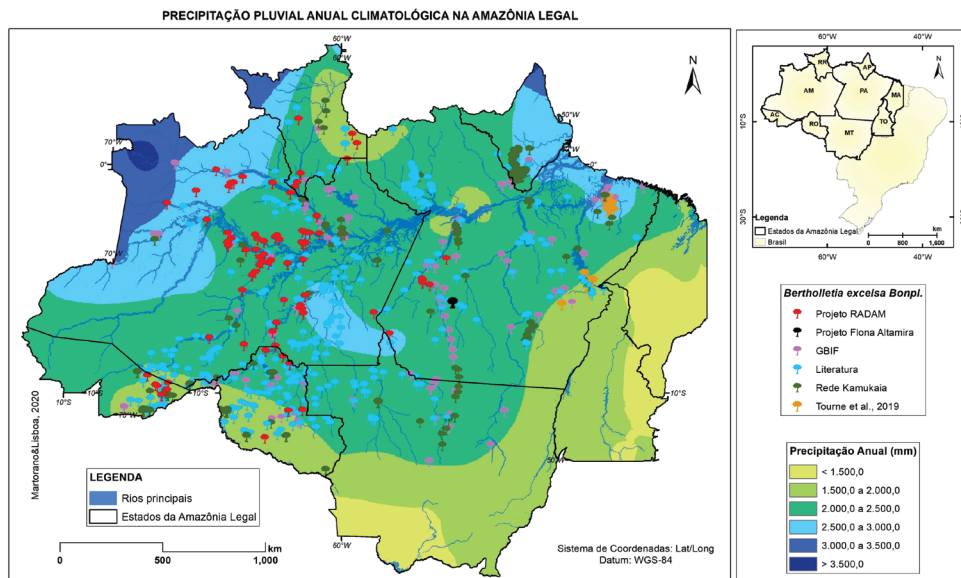 PRECIPITAÇÃO PLUVIAL ANUAL CLIMATOLÓGICA NA AMAZÔNIA LEGAL
60°W
60°W
N
50°W
50°W
0°
70°W
70°W
0°
70°W
10°S
10°S
70°W
10°S
10°S
10°S
50°W
60°W
Martorano&Lisboa, 2020
LEGENDA
Rios principais
Estados da Amazônia Legal
km
0 500 1,000
Sistema de Coordenadas: Lat/Long
Datum: WGS-84
60°W 40°W
N
RR
AP
AM
PA
MA
AC
RO
TO
MT
10°S
30°S
Legenda
Estados da Amazônia Legal
Brasil
km
0 800 1,600
60°W 40°W
Bertholletia excelsa Bonpl.
Projeto RADAM
Projeto Flona Altamira
GBIF
Literatura
Rede Kamukaia
Tourne et al., 2019
Precipitação Anual (mm)
< 1.500,0
1.500,0 a 2.000,0
2.000,0 a 2.500,0
2.500,0 a 3.000,0
3.000,0 a 3.500,0
> 3.500,0